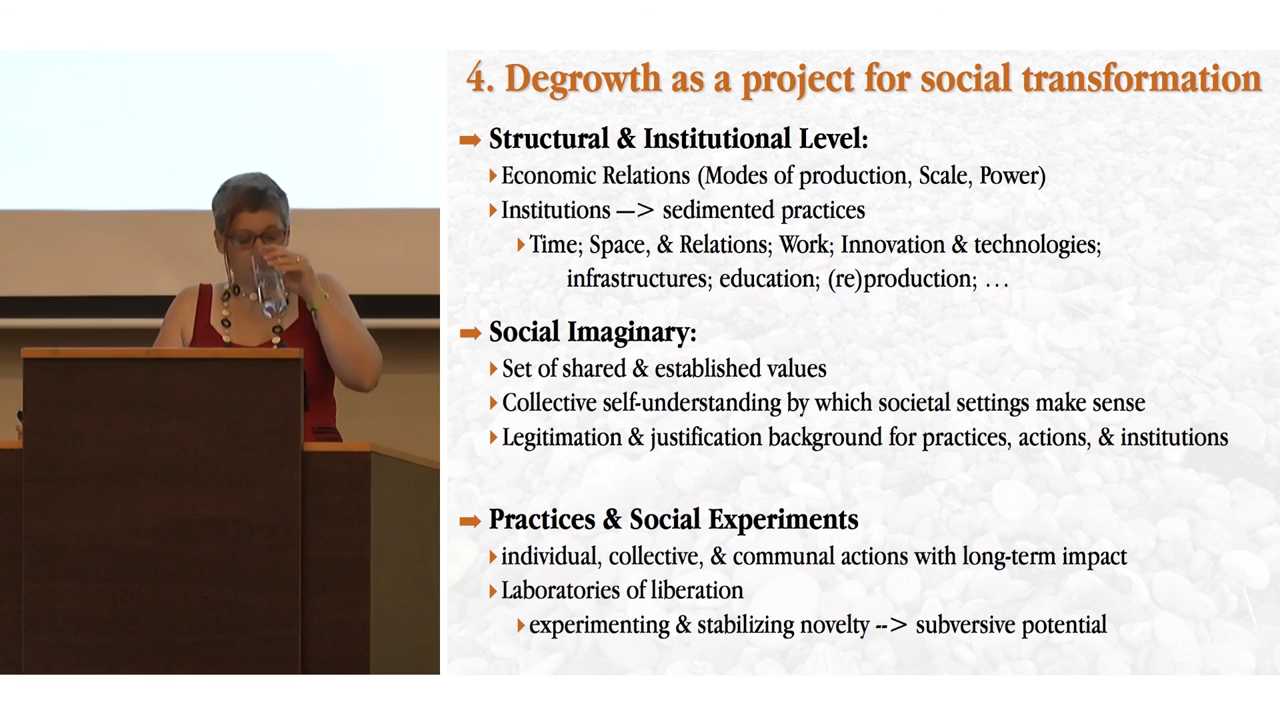 4. Degrowth as a project for social transformation
Structural & Institutional Level:
Economic Relations (Modes of production, Scale, Power)
Institutions —> sedimented practices
Time; Space, & Relations; Work; Innovation & technologies;
infrastructures; education; (re)production; …
Social Imaginary:
Set of shared & established values
Collective self-understanding by which societal settings make sense
Legitimation & justification background for practices, actions, & institutions
Practices & Social Experiments
individual, collective, & communal actions with long-term impact
Laboratories of liberation
experimenting & stabilizing novelty --> subversive potential